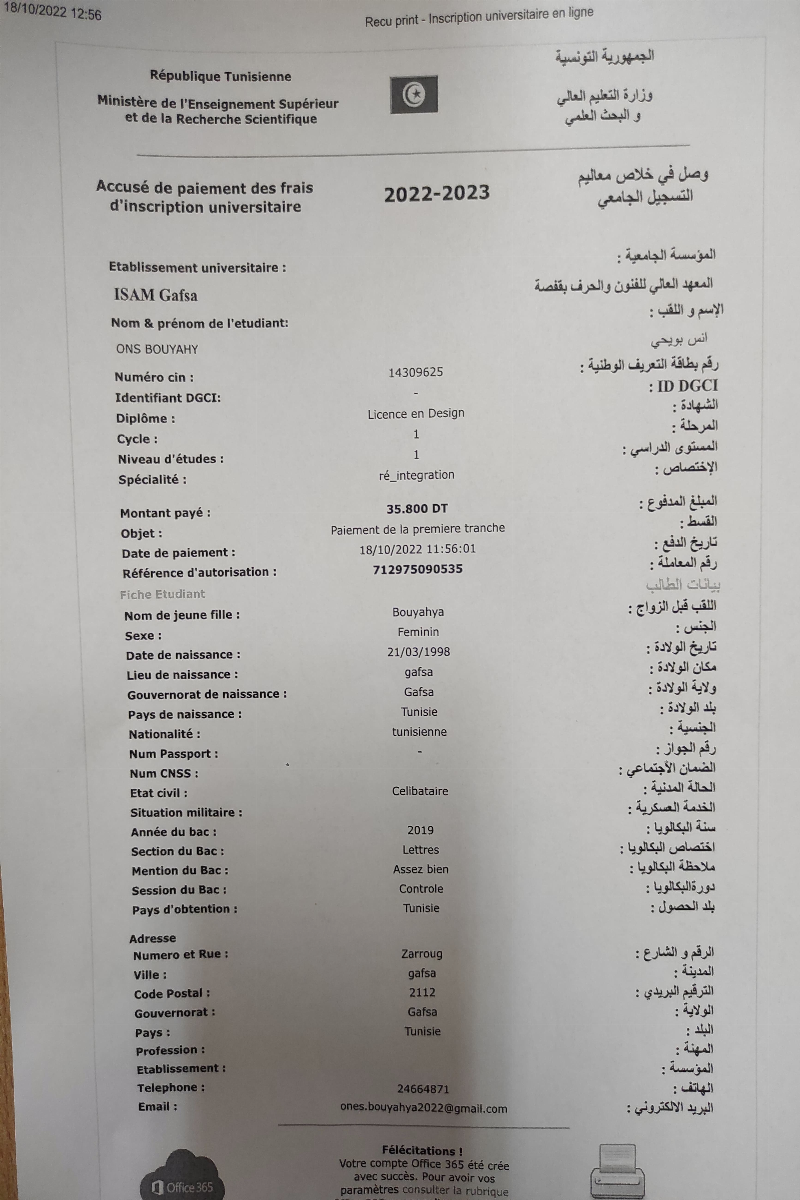 18/10/2022 12:56
Recu print - Inscription universitaire en ligne
République Tunisienne
Ministère de l'Enseignement Supérieur
et de la Recherche Scientifique
الجمهورية التونسية
وزارة التعليم العالي
و البحث العلمي
Accusé de paiement des frais
d'inscription universitaire
2022-2023
وصل في خلاص معاليم
التسجيل الجامعي
Etablissement universitaire :
المؤسسة الجامعية :
ISAM Gafsa
المعهد العالي للفنون والحرف بقفصة
Nom & prénom de l'etudiant:
الإسم و اللقب :
ONS BOUYAHY
انس بويحي
Numéro cin : 14309625 رقم بطاقة التعريف الوطنية :
Identifiant DGCI: - ID DGCI :
Diplôme : Licence en Design الشهادة :
Cycle : 1 المرحلة :
Niveau d'études : 1 المستوى الدراسي :
Spécialité : ré_integration الإختصاص :
Montant payé : 35.800 DT المبلغ المدفوع :
Objet : Paiement de la premiere tranche القسط :
Date de paiement : 18/10/2022 11:56:01 تاريخ الدفع :
Référence d'autorisation : 712975090535 رقم المعاملة :
Fiche Etudiant بيانات الطالب
Nom de jeune fille : Bouyahya اللقب قبل الزواج :
Sexe : Feminin الجنس :
Date de naissance : 21/03/1998 تاريخ الولادة :
Lieu de naissance : gafsa مكان الولادة :
Gouvernorat de naissance : Gafsa ولاية الولادة :
Pays de naissance : Tunisie بلد الولادة :
Nationalité : tunisienne الجنسية :
Num Passport : - رقم الجواز :
Num CNSS : الضمان الأجتماعي :
Etat civil : Celibataire الحالة المدنية :
Situation militaire : الخدمة العسكرية :
Année du bac : 2019 سنة البكالويا :
Section du Bac : Lettres اختصاص البكالويا :
Mention du Bac : Assez bien ملاحظة البكالويا :
Session du Bac : Controle دورةالبكالويا :
Pays d'obtention : Tunisie بلد الحصول :
Adresse
Numero et Rue : Zarroug الرقم و الشارع :
Ville : gafsa المدينة :
Code Postal : 2112 الترقيم البريدي :
Gouvernorat : Gafsa الولاية :
Pays : Tunisie البلد :
Profession : المهنة :
Etablissement : المؤسسة :
Telephone : 24664871 الهاتف :
Email : ones.bouyahya2022@gmail.com البريد الالكتروني :
Office 365
Félécitations !
Votre compte Office 365 été crée
avec succès. Pour avoir vos
paramètres consulter la rubrique